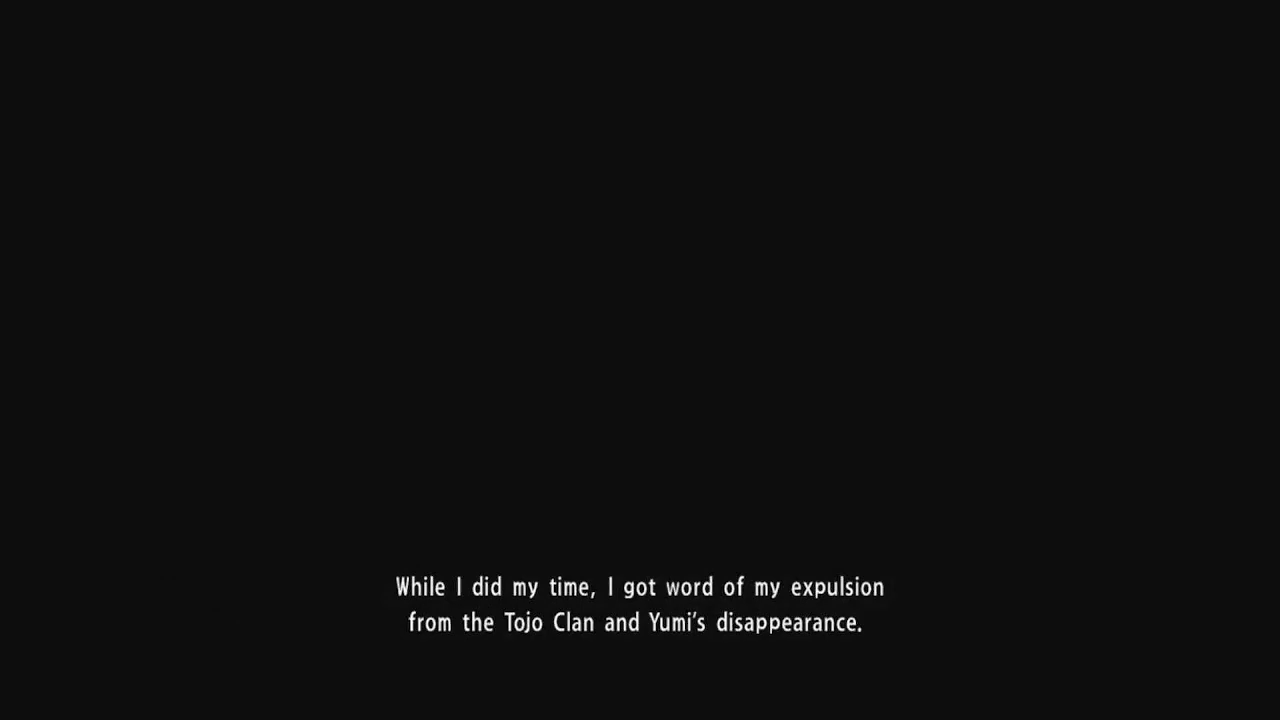 While I did my time, I got word of my expulsion
from the Tojo Clan and Yumi's disappearance.